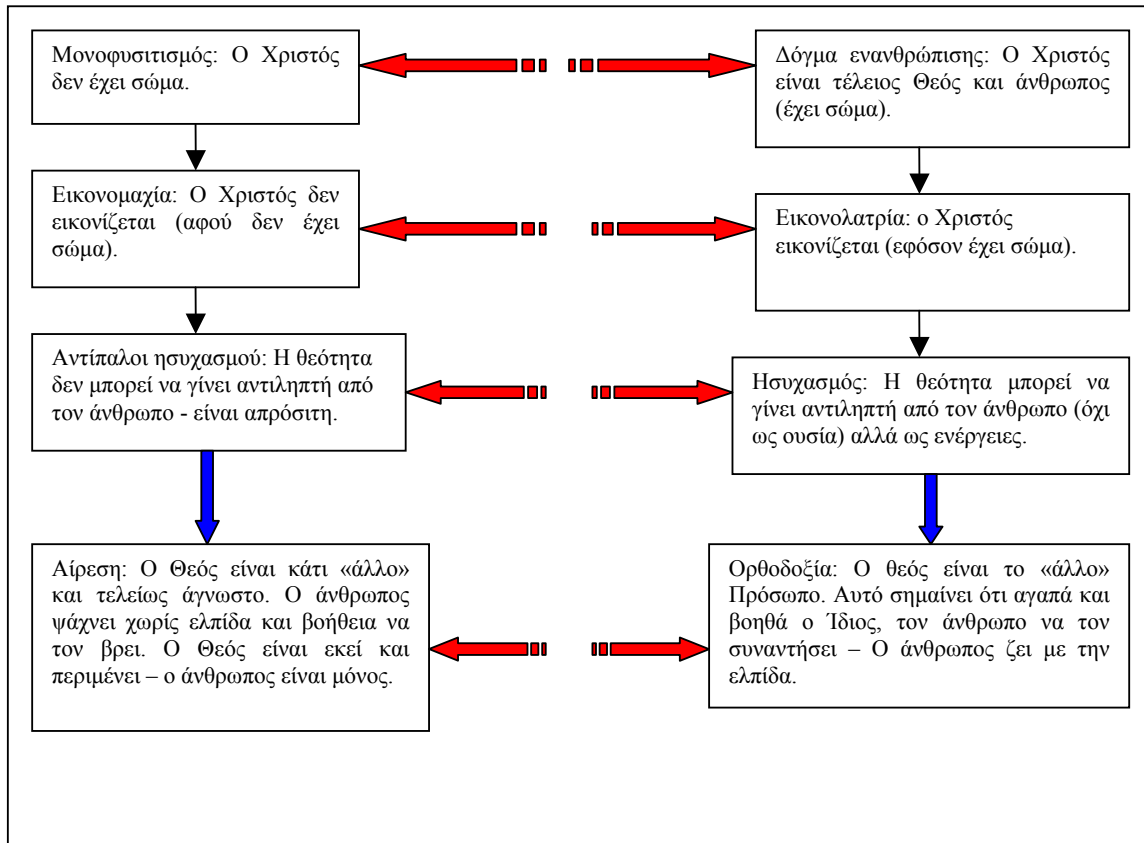 Μονοφυσιτισμός: Ο Χριστός
δεν έχει σώμα.
Δόγμα ενανθρώπισης: Ο Χριστός
είναι τέλειος Θεός και άνθρωπος
(έχει σώμα).
Εικονομαχία: Ο Χριστός δεν
εικονίζεται (αφού δεν έχει
σώμα).
Εικονολατρία: ο Χριστός
εικονίζεται (εφόσον έχει σώμα).
Αντίπαλοι ησυχασμού: Η θεότητα
δεν μπορεί να γίνει αντιληπτή από
τον άνθρωπο - είναι απρόσιτη.
Ησυχασμός: Η θεότητα μπορεί να
γίνει αντιληπτή από τον άνθρωπο (όχι
ως ουσία) αλλά ως ενέργειες.
Αίρεση: Ο Θεός είναι κάτι «άλλο»
και τελείως άγνωστο. Ο άνθρωπος
ψάχνει χωρίς ελπίδα και βοήθεια να
τον βρει. Ο Θεός είναι εκεί και
περιμένει – ο άνθρωπος είναι μόνος.
Ορθοδοξία: Ο θεός είναι το «άλλο»
Πρόσωπο. Αυτό σημαίνει ότι αγαπά και
βοηθά ο Ίδιος, τον άνθρωπο να τον
συναντήσει – Ο άνθρωπος ζει με την
ελπίδα.